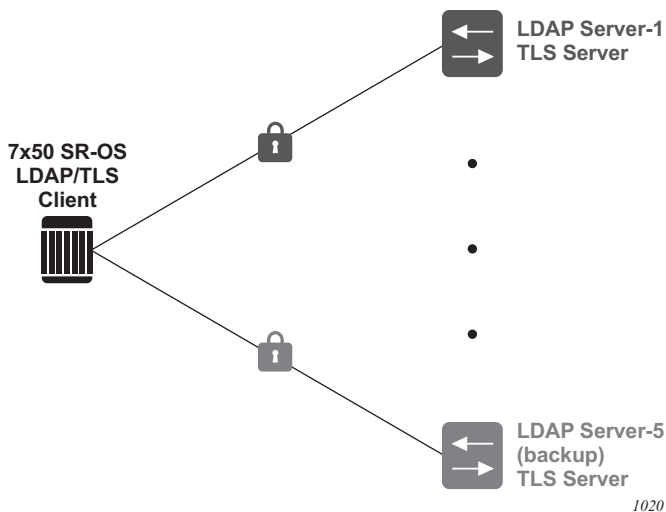 LDAP Server-1
TLS Server
7x50 SR-OS
LDAP/TLS
Client
LDAP Server-5
(backup)
TLS Server
1020